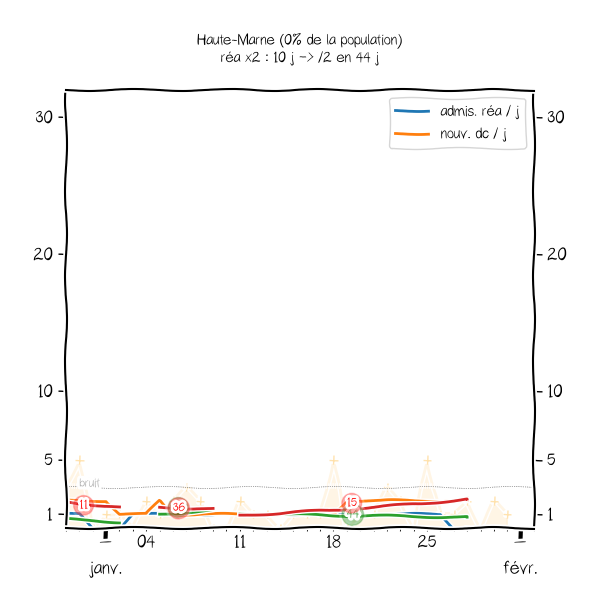 Haute-Marne (0% de la population)
réa x2 : 10 j -> /2 en 44 j
admis. réa / j
nouv. dc / j
30
30
20
20
10
10
5
5
bruit
11
36
15
44
1
1
04
11
18
25
janv.
févr.